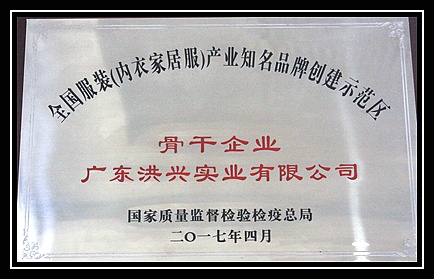 全国服装(内衣家居服)产业知名品牌创建示范区
骨干企业
广东洪兴实业有限公司
国家质量监督检验检疫总局
二〇一七年四月